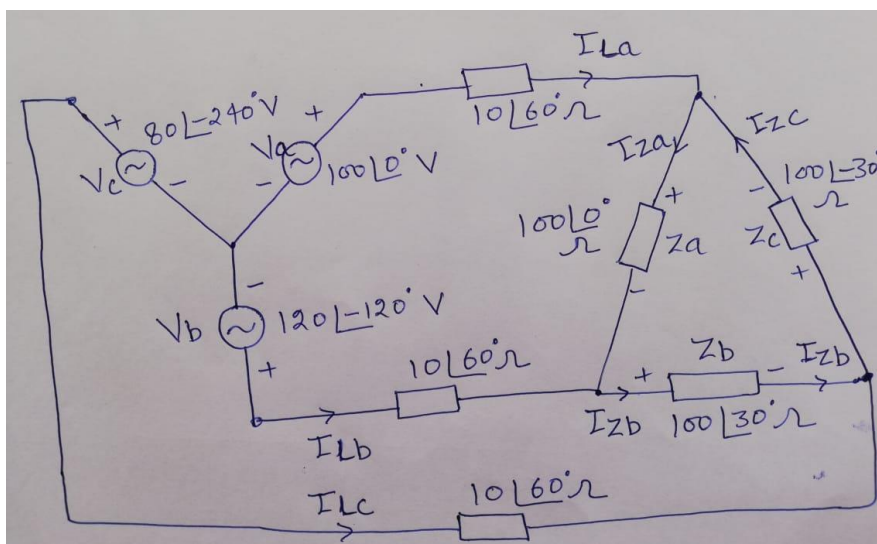 ILa
80∠-240° V
+
Vc
-
Va
+
-
100∠0° V
10∠60° Ω
Iza
Izc
100∠0°
Ω
+
Za
-
100∠-30°
Ω
-
Zc
+
-
Vb
120∠-120° V
+
10∠60° Ω
ILb
Izb
+
Zb
-
Izb
100∠30° Ω
ILc
10∠60° Ω